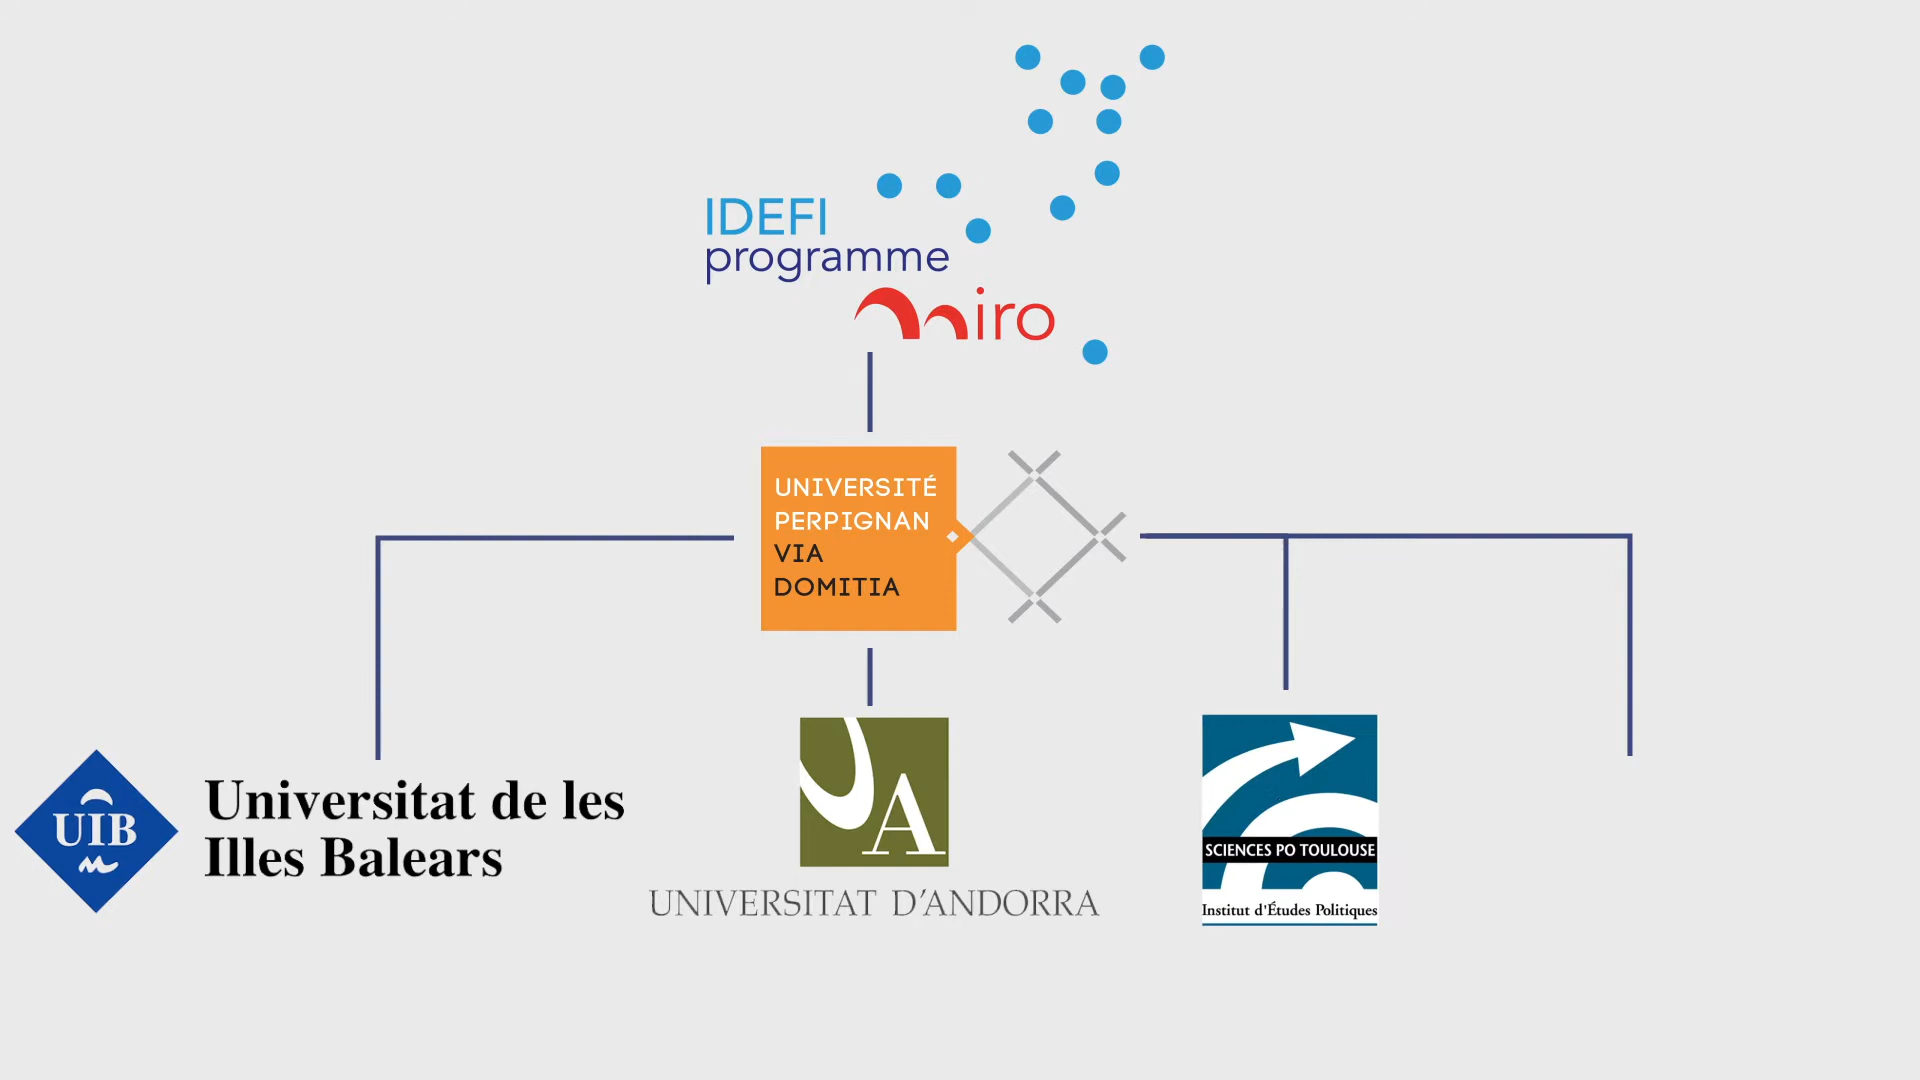 IDEFI
programme
miro
UNIVERSITÉ
PERPIGNAN
VIA
DOMITIA
UIB
Universitat de les
Illes Balears
UA
UNIVERSITAT D'ANDORRA
SCIENCES PO TOULOUSE
Institut d'Études Politiques